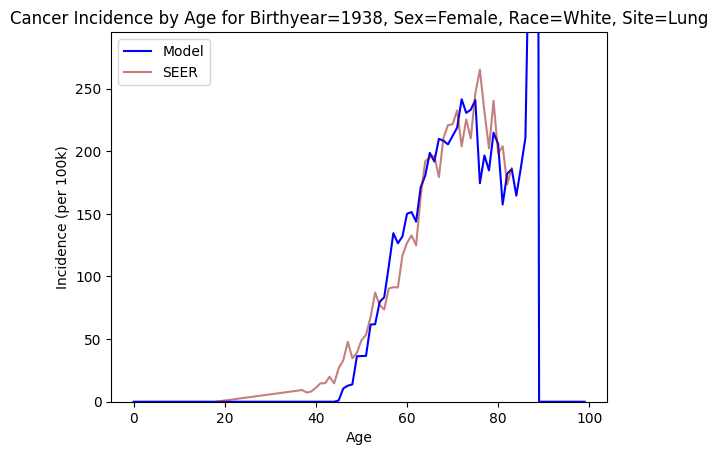 Cancer Incidence by Age for Birthyear=1938, Sex=Female, Race=White, Site=Lung
Model
SEER
Incidence (per 100k)
250
200
150
100
50
0
0 20 40 60 80 100
Age